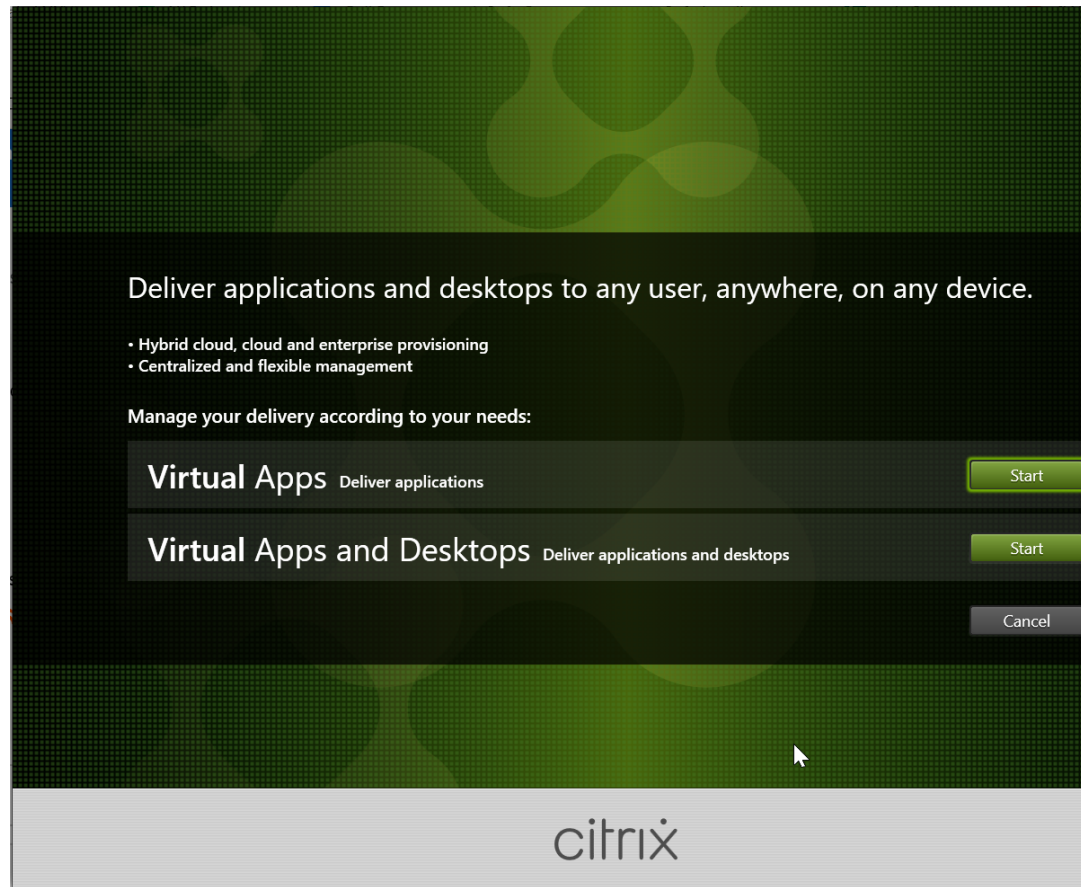 Deliver applications and desktops to any user, anywhere, on any device.
• Hybrid cloud, cloud and enterprise provisioning
• Centralized and flexible management
Manage your delivery according to your needs:
Virtual Apps Deliver applications
Start
Virtual Apps and Desktops Deliver applications and desktops
Start
Cancel
citrix